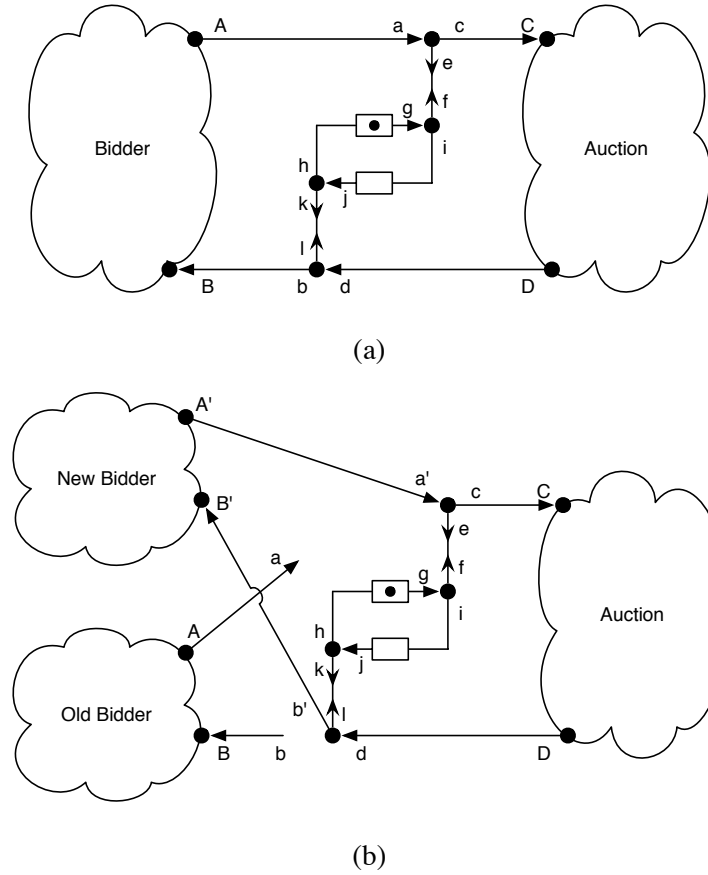 A a c C
e
f
g
Bidder i Auction
h j
k
l
B b d D
(a)
A'
New Bidder a' c C
B' e
a f
g
A i Auction
h
k j
Old Bidder b' l
B b d D
(b)